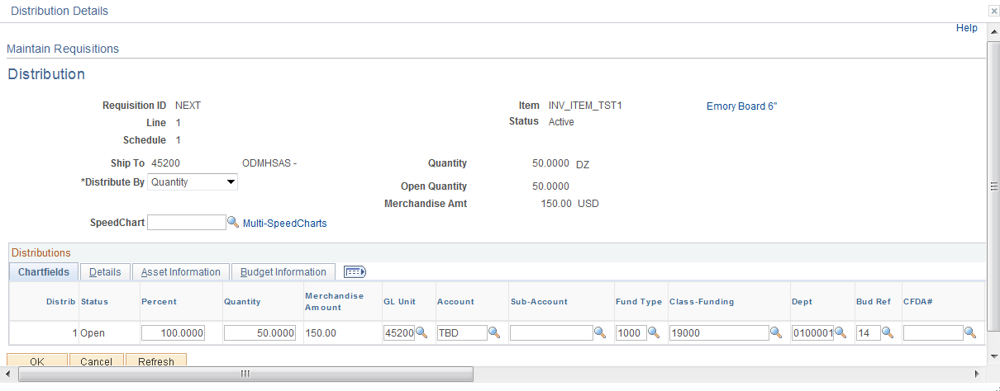 Distribution Details
Help
Maintain Requisitions
Distribution
Requisition ID NEXT Item INV_ITEM_TST1 Emory Board 6"
Line 1 Status Active
Schedule 1
Ship To 45200 ODMHSAS - Quantity 50.0000 DZ
*Distribute By Quantity Open Quantity 50.0000
Merchandise Amt 150.00 USD
SpeedChart Multi-SpeedCharts
Distributions
Chartfields Details Asset Information Budget Information
Distrib Status Percent Quantity Merchandise Amount GL Unit Account Sub-Account Fund Type Class-Funding Dept Bud Ref CFDA#
1 Open 100.0000 50.0000 150.00 45200 TBD 1000 19000 0100001 14
OK Cancel Refresh